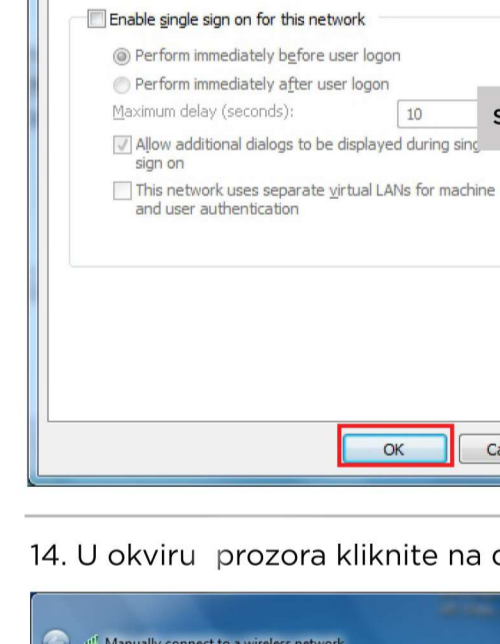 Enable single sign on for this network
Perform immediately before user logon
Perform immediately after user logon
Maximum delay (seconds):
10
Allow additional dialogs to be displayed during
sign on
This network uses separate virtual LANs for machine
and user authentication
OK
14. U okviru prozora kliknite na
Manually connect to a wireless network